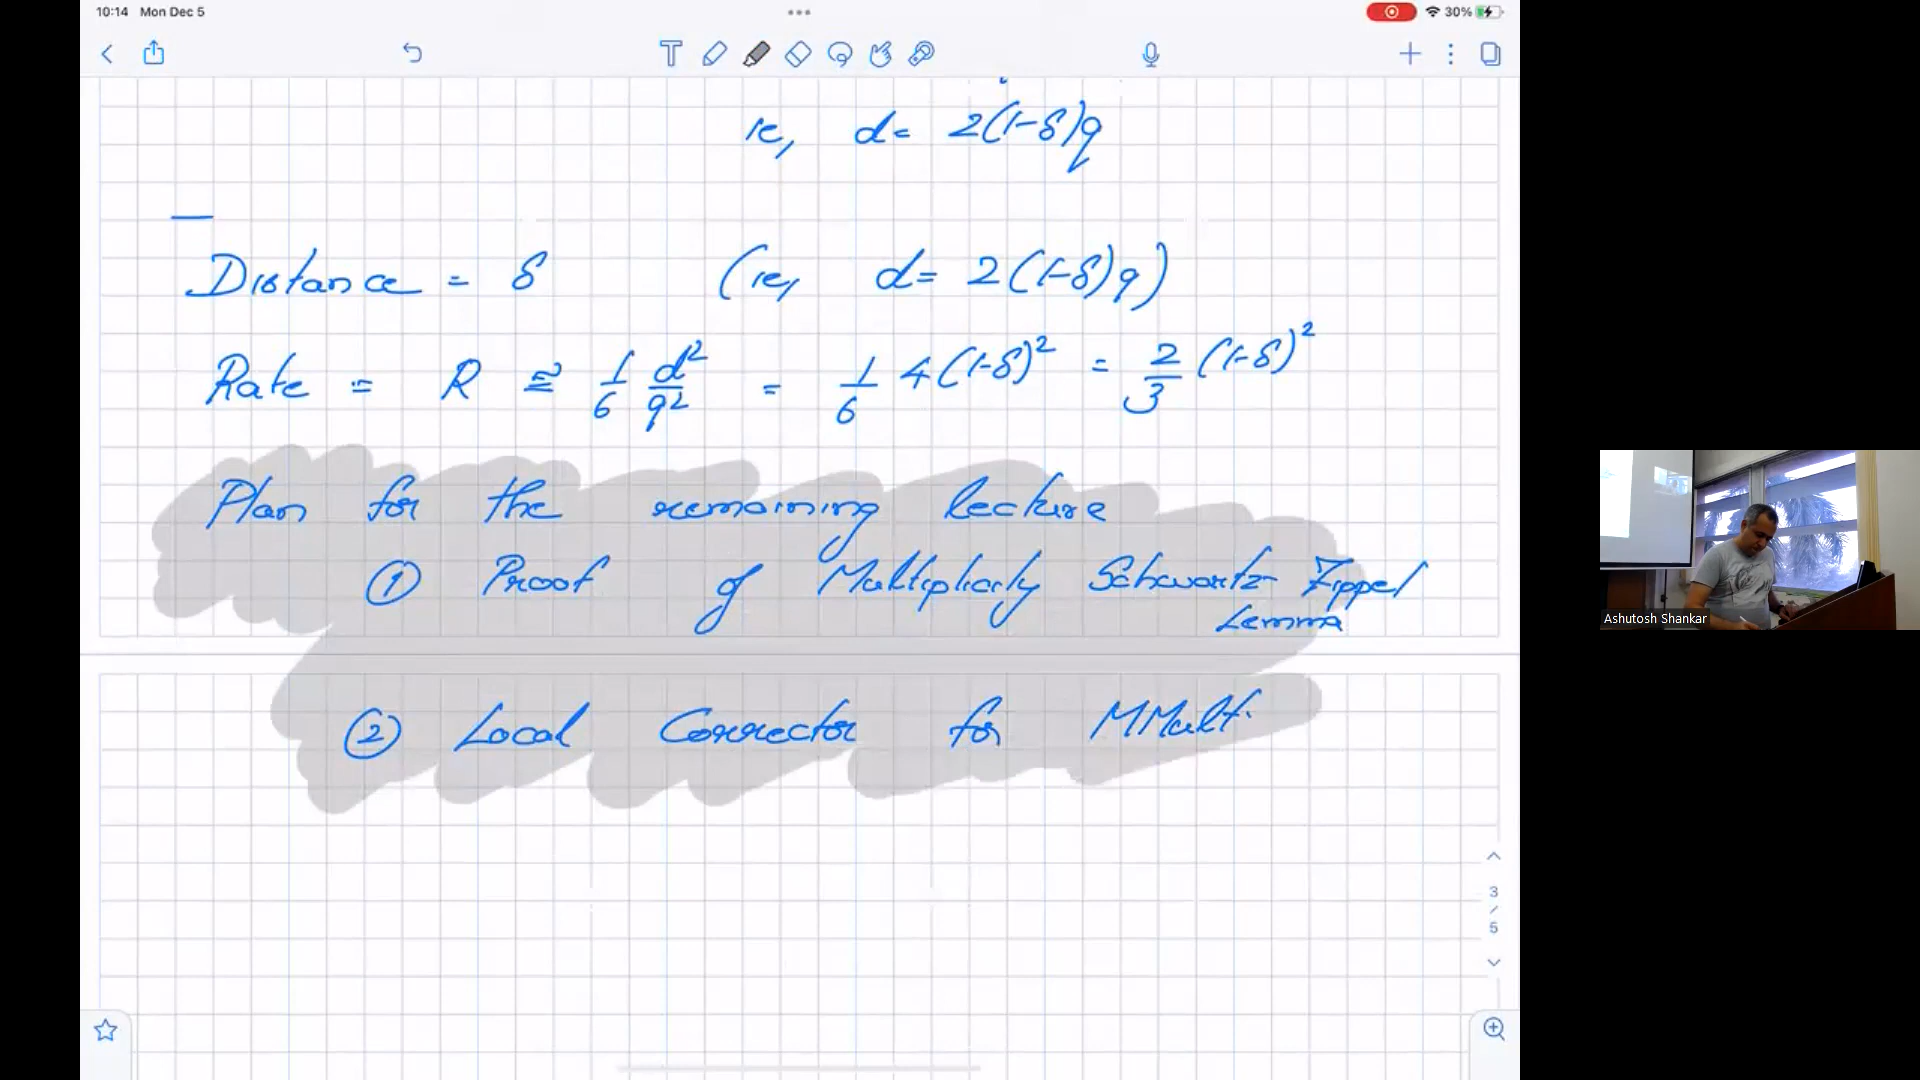 10:14 Mon Dec 5
30%
ie, d = 2(1-δ)q
Distance = δ (ie, d = 2(1-δ)q)
Rate = R ≅ 1/6 d²/q² = 1/6 4(1-δ)² = 2/3 (1-δ)²
Plan for the remaining lecture
① Proof of Multiplicity Schwartz-Zippel
Lemma
② Local Corrector for MMult.
3
/
5
Ashutosh Shankar